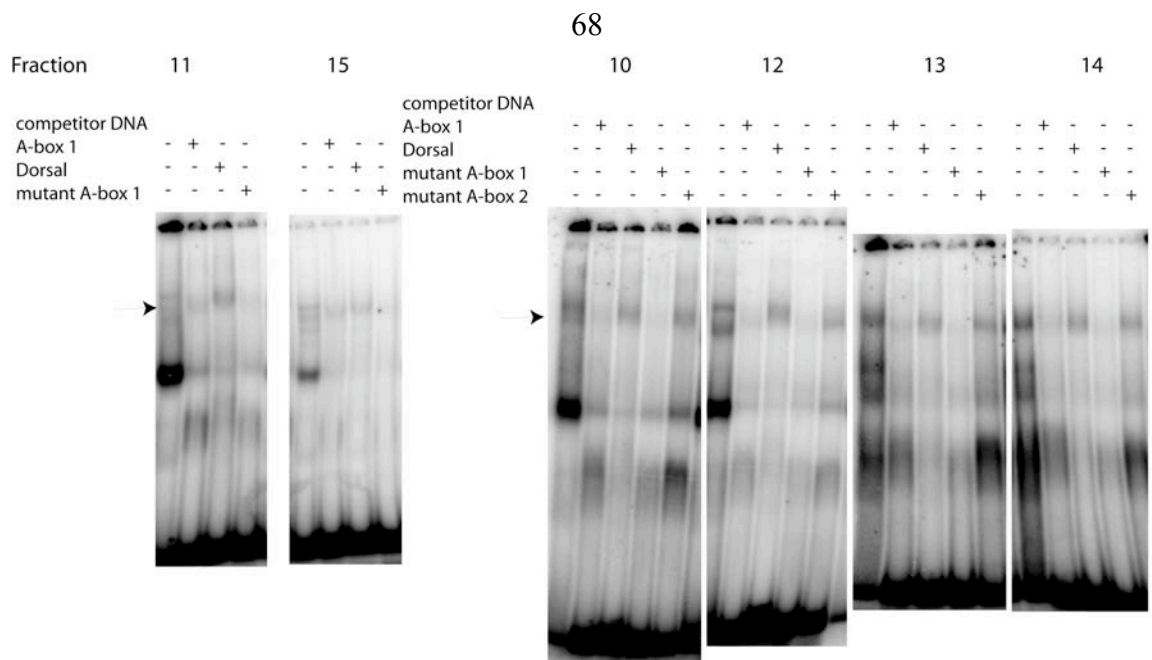 68
Fraction 11 15 10 12 13 14
competitor DNA
A-box 1 - + - - - + - -
Dorsal - - + - - - + -
mutant A-box 1 - - - + - - - +
competitor DNA
A-box 1 - + - - - - + - - - - + - - - - + - - -
Dorsal - - + - - - - + - - - - + - - - - + - -
mutant A-box 1 - - - + - - - - + - - - - + - - - - + -
mutant A-box 2 - - - - + - - - - + - - - - + - - - - +